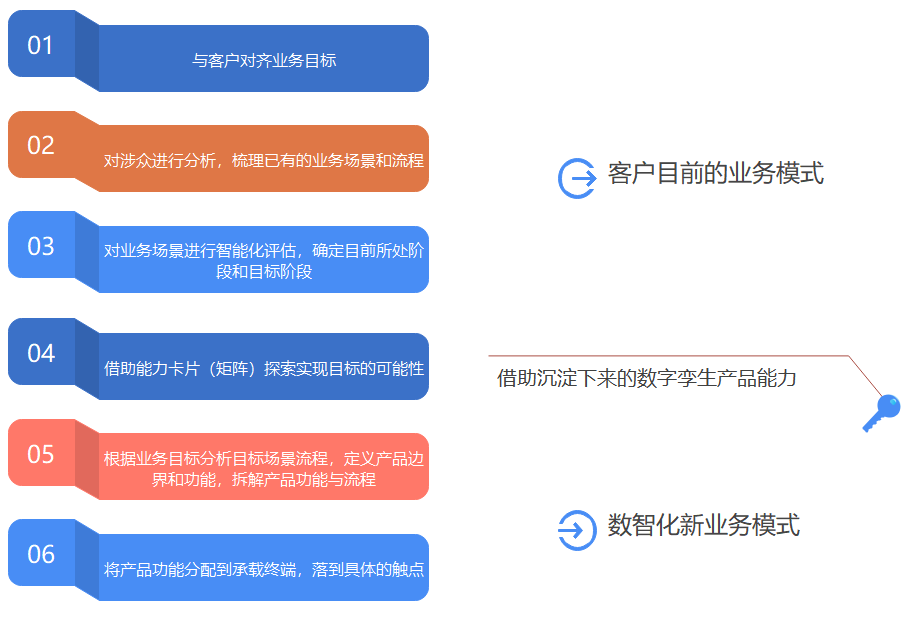 01
与客户对齐业务目标
02
对涉众进行分析，梳理已有的业务场景和流程
03
对业务场景进行智能化评估，确定目前所处阶
段和目标阶段
04
借助能力卡片（矩阵）探索实现目标的可能性
05
根据业务目标分析目标场景流程，定义产品边
界和功能，拆解产品功能与流程
06
将产品功能分配到承载终端，落到具体的触点
客户目前的业务模式
借助沉淀下来的数字孪生产品能力
数智化新业务模式